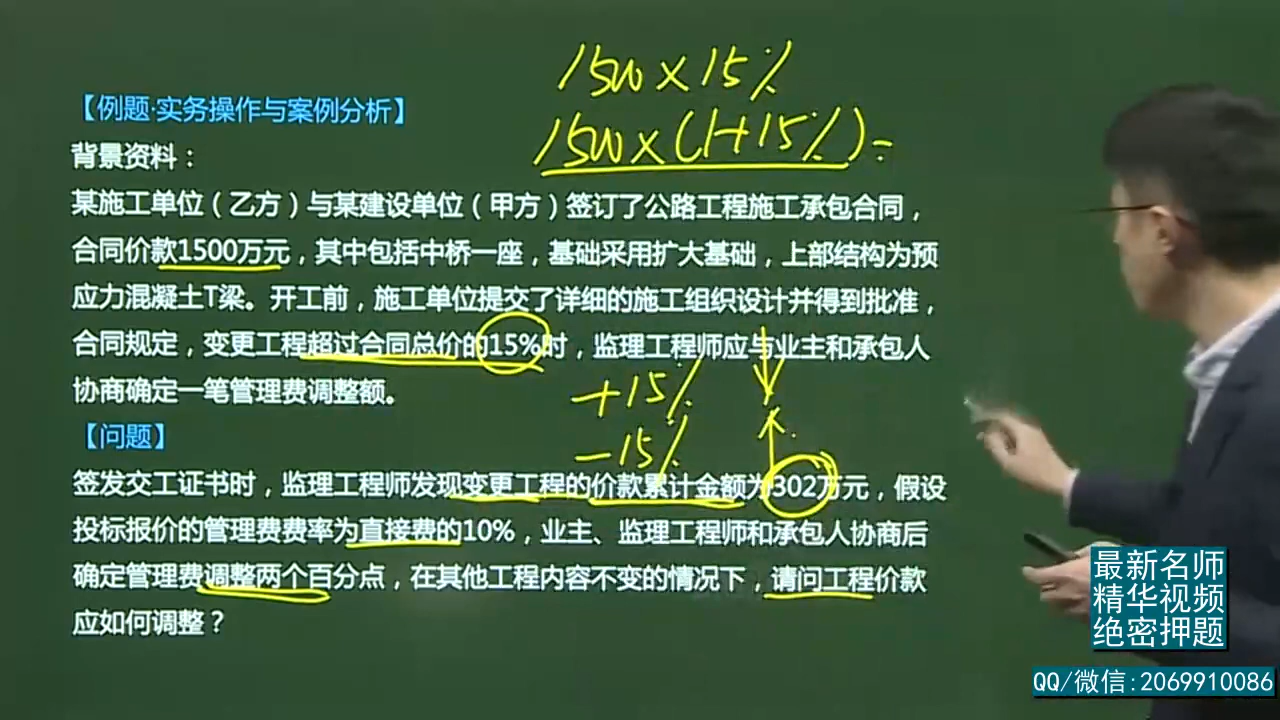 1500×15%
1500×(1+15%)=
【例题·实务操作与案例分析】
背景资料：
某施工单位（乙方）与某建设单位（甲方）签订了公路工程施工承包合同，
合同价款1500万元，其中包括中桥一座，基础采用扩大基础，上部结构为预
应力混凝土T梁。开工前，施工单位提交了详细的施工组织设计并得到批准，
合同规定，变更工程超过合同总价的15%时，监理工程师应与业主和承包人
协商确定一笔管理费调整额。
+15%
-15%
【问题】
签发交工证书时，监理工程师发现变更工程的价款累计金额为302万元，假设
投标报价的管理费费率为直接费的10%，业主、监理工程师和承包人协商后
确定管理费调整两个百分点，在其他工程内容不变的情况下，请问工程价款
应如何调整？
最新名师
精华视频
绝密押题
QQ/微信:2069910086